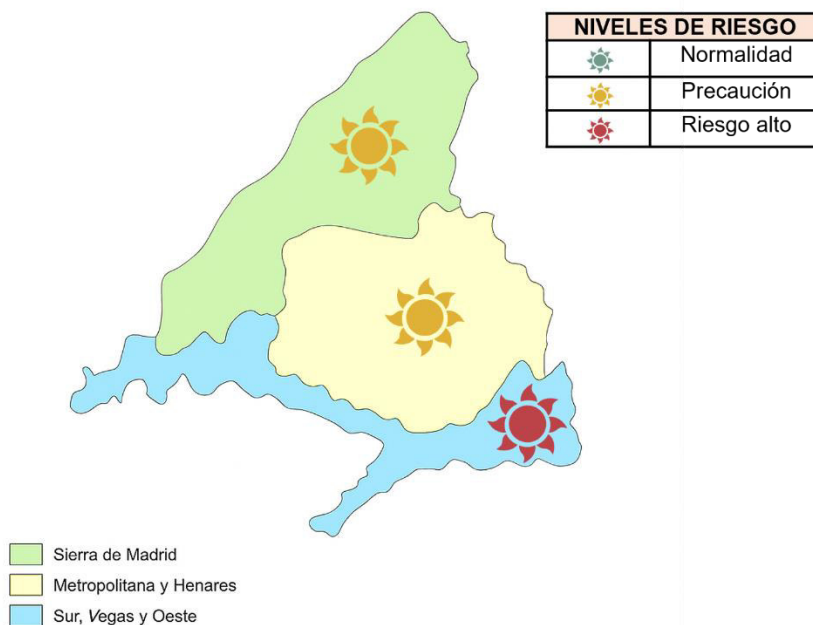 NIVELES DE RIESGO
Normalidad
Precaución
Riesgo alto
Sierra de Madrid
Metropolitana y Henares
Sur, Vegas y Oeste